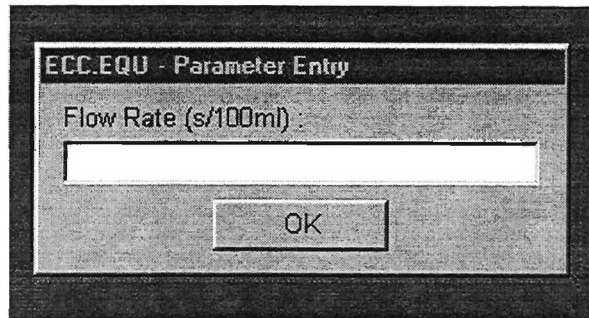 ECC.EQU - Parameter Entry
Flow Rate (s/100ml) :
OK